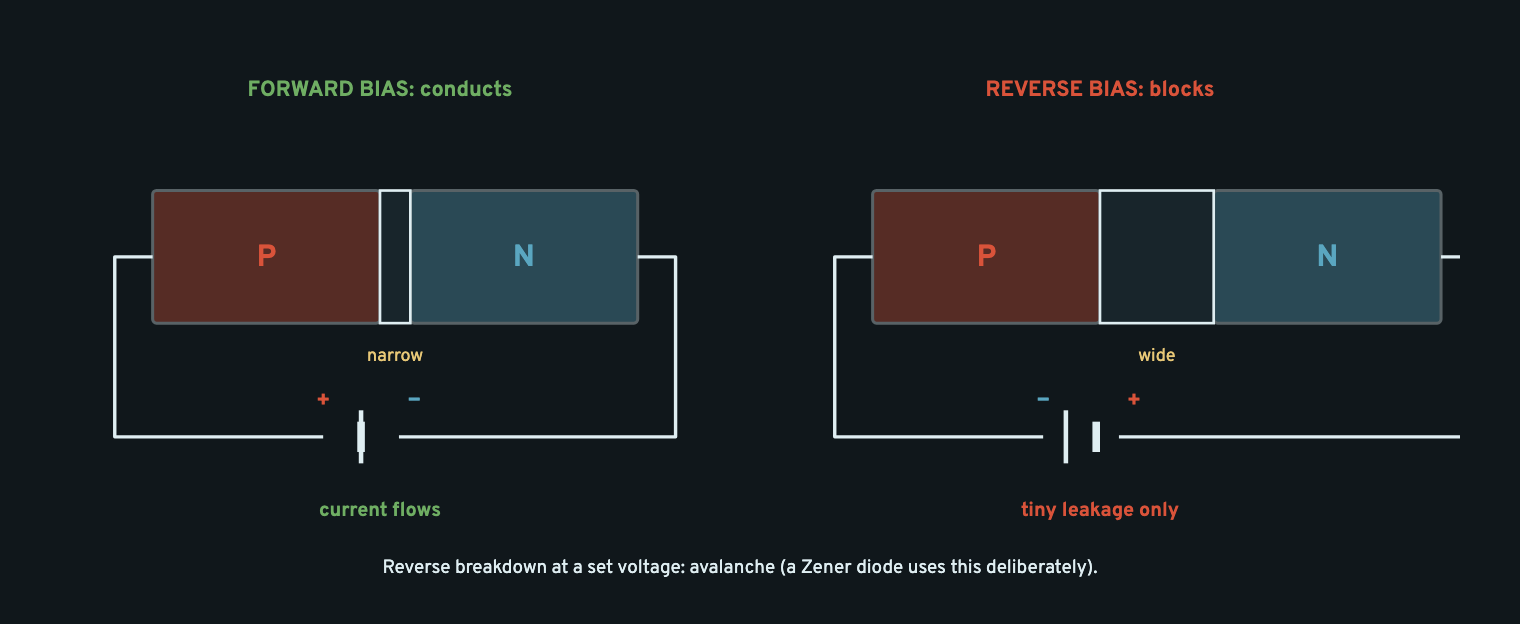 FORWARD BIAS: conducts
REVERSE BIAS: blocks
P
N
P
N
narrow
wide
+ −
− +
current flows
tiny leakage only
Reverse breakdown at a set voltage: avalanche (a Zener diode uses this deliberately).